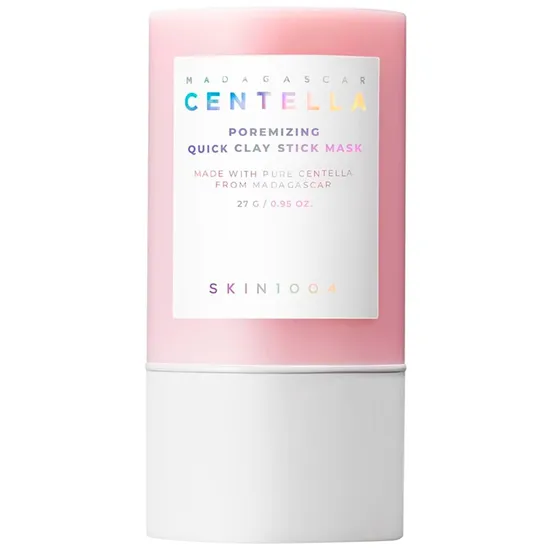 MADAGASCAR
CENTELLA
POREMIZING
QUICK CLAY STICK MASK
MADE WITH PURE CENTELLA
FROM MADAGASCAR
27 G / 0.95 OZ.
SKIN1004